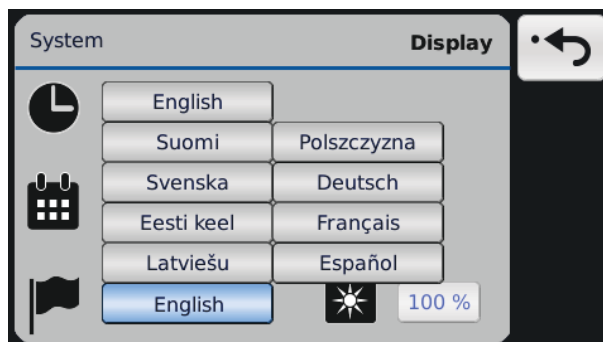 System Display
English
Suomi Polszczyzna
Svenska Deutsch
Eesti keel Français
Latviešu Español
English 100 %